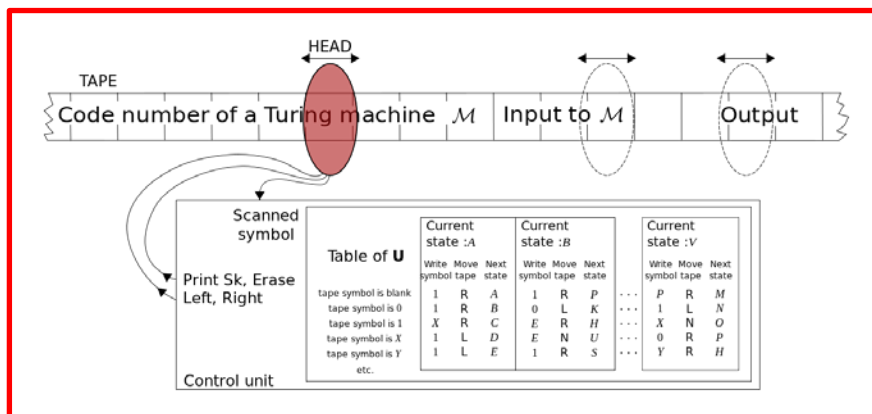 HEAD
TAPE
Code number of a Turing machine ℳ Input to ℳ Output
Scanned
symbol
Print Sk, Erase
Left, Right
Control unit
Table of U
Current
state :A
Current
state :B
Current
state :V
Write Move Next Write Move Next Write Move Next
symbol tape state symbol tape state symbol tape state
tape symbol is blank 1 R A 1 R P · · · P R M
tape symbol is 0 1 R B 0 L K · · · 1 L N
tape symbol is 1 X R C E R H · · · X N O
tape symbol is X 1 L D E N U · · · 0 R P
tape symbol is Y 1 L E 1 R S · · · Y R H
etc.